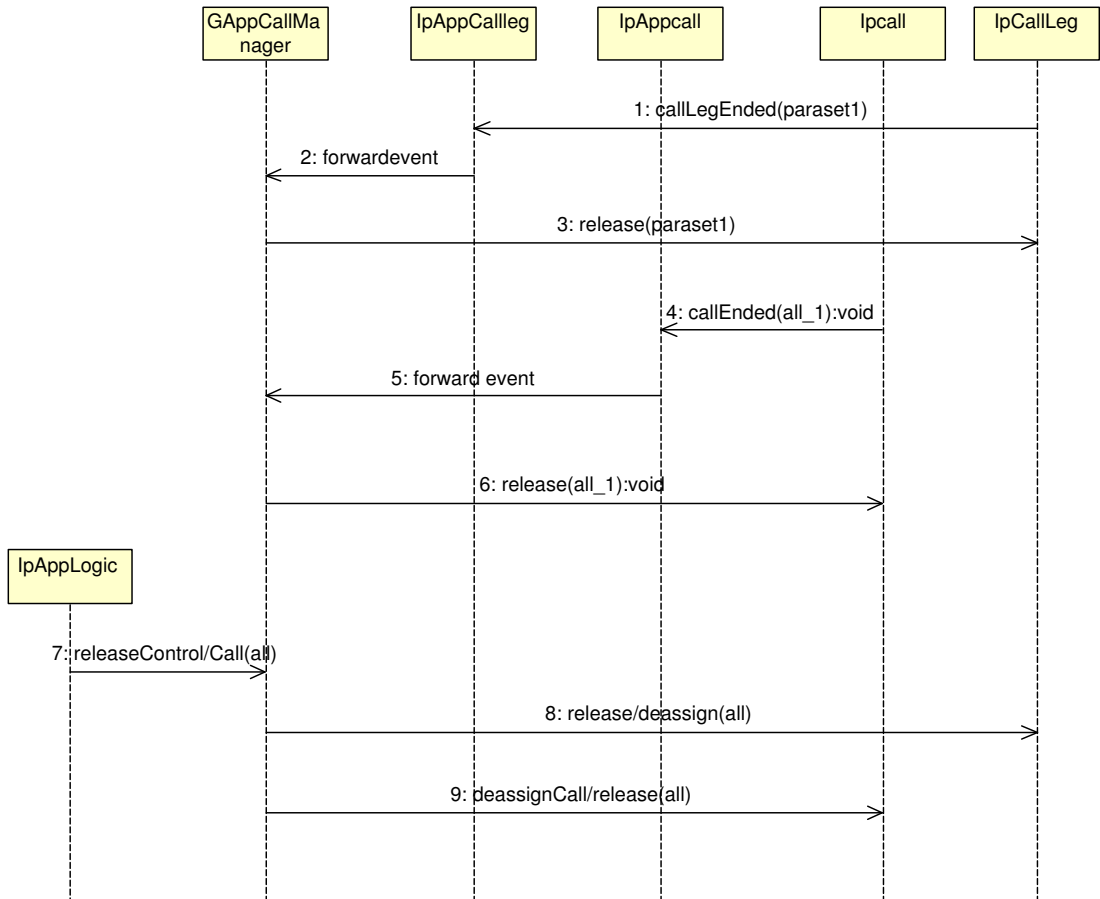 GAppCallMa
nager
IpAppCallleg
IpAppcall
Ipcall
IpCallLeg
1: callLegEnded(paraset1)
2: forwardevent
3: release(paraset1)
4: callEnded(all_1):void
5: forward event
6: release(all_1):void
IpAppLogic
7: releaseControl/Call(all)
8: release/deassign(all)
9: deassignCall/release(all)